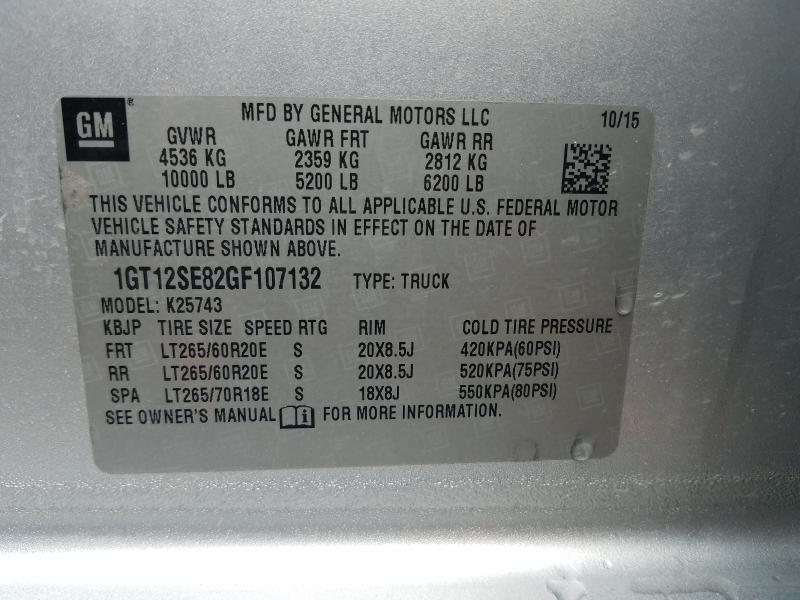 GM® MFD BY GENERAL MOTORS LLC 10/15
GVWR GAWR FRT GAWR RR
4536 KG 2359 KG 2812 KG
10000 LB 5200 LB 6200 LB
THIS VEHICLE CONFORMS TO ALL APPLICABLE U.S. FEDERAL MOTOR
VEHICLE SAFETY STANDARDS IN EFFECT ON THE DATE OF
MANUFACTURE SHOWN ABOVE.
1GT12SE82GF107132 TYPE: TRUCK
MODEL: K25743
KBJP TIRE SIZE SPEED RTG RIM COLD TIRE PRESSURE
FRT LT265/60R20E S 20X8.5J 420KPA(60PSI)
RR LT265/60R20E S 20X8.5J 520KPA(75PSI)
SPA LT265/70R18E S 18X8J 550KPA(80PSI)
SEE OWNER'S MANUAL i FOR MORE INFORMATION.